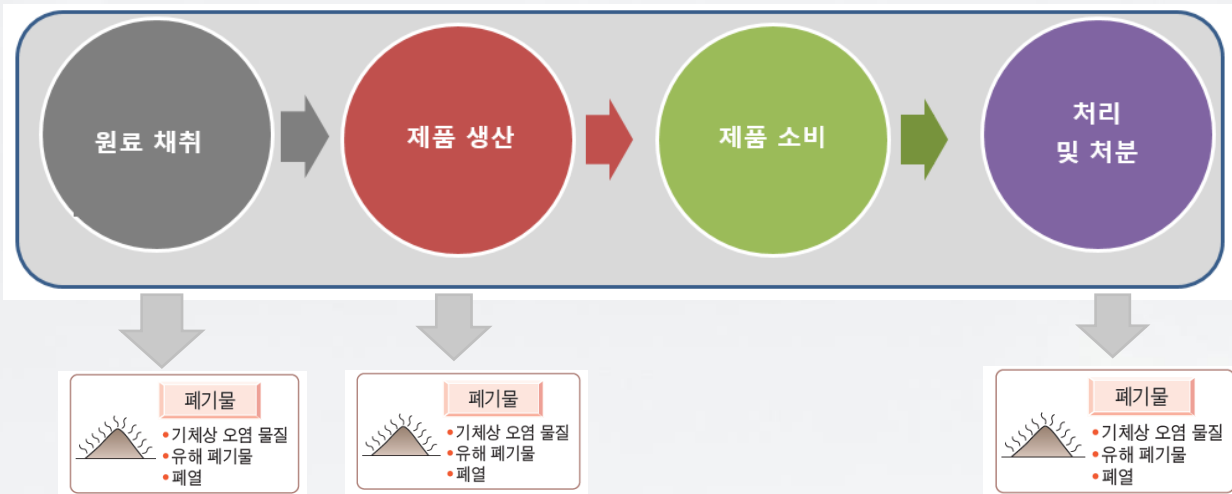 원료 채취
제품 생산
제품 소비
처리
및 처분
폐기물
•기체상 오염 물질
•유해 폐기물
•폐열
폐기물
•기체상 오염 물질
•유해 폐기물
•폐열
폐기물
•기체상 오염 물질
•유해 폐기물
•폐열